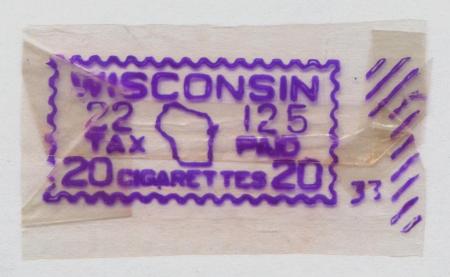 WISCONSIN
22 125
TAX PAID
20 CIGARETTES 20
33